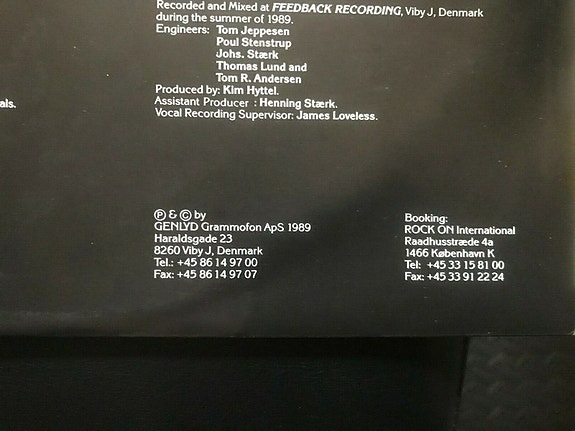 Recorded and Mixed at FEEDBACK RECORDING, Viby J, Denmark
during the summer of 1989.
Engineers: Tom Jeppesen
Poul Stenstrup
Johs. Stærk
Thomas Lund and
Tom R. Andersen
Produced by: Kim Hyttel.
als.
Assistant Producer : Henning Stærk.
Vocal Recording Supervisor: James Loveless.
Ⓟ & © by
GENLYD Grammofon ApS 1989
Haraldsgade 23
8260 Viby J, Denmark
Tel.: +45 86 14 97 00
Fax: +45 86 14 97 07
Booking:
ROCK ON International
Raadhusstræde 4a
1466 København K
Tel: +45 33 15 81 00
Fax: +45 33 91 22 24